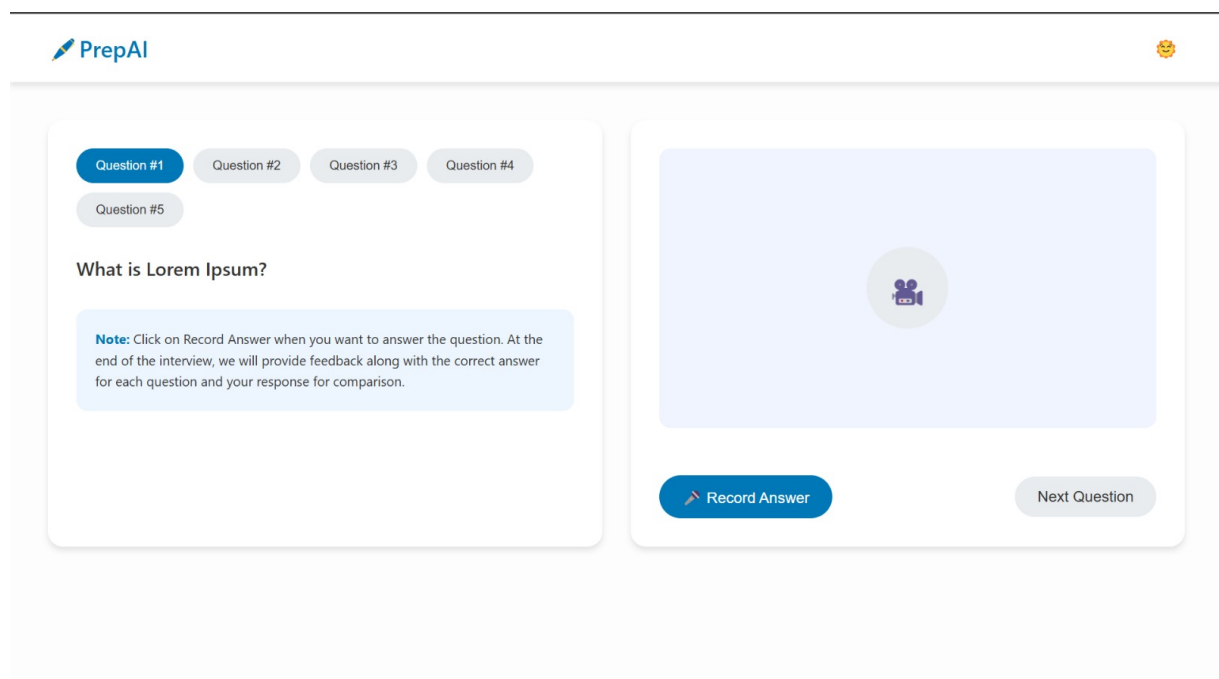 PrepAI
Question #1 Question #2 Question #3 Question #4
Question #5
What is Lorem Ipsum?
Note: Click on Record Answer when you want to answer the question. At the
end of the interview, we will provide feedback along with the correct answer
for each question and your response for comparison.
Record Answer
Next Question